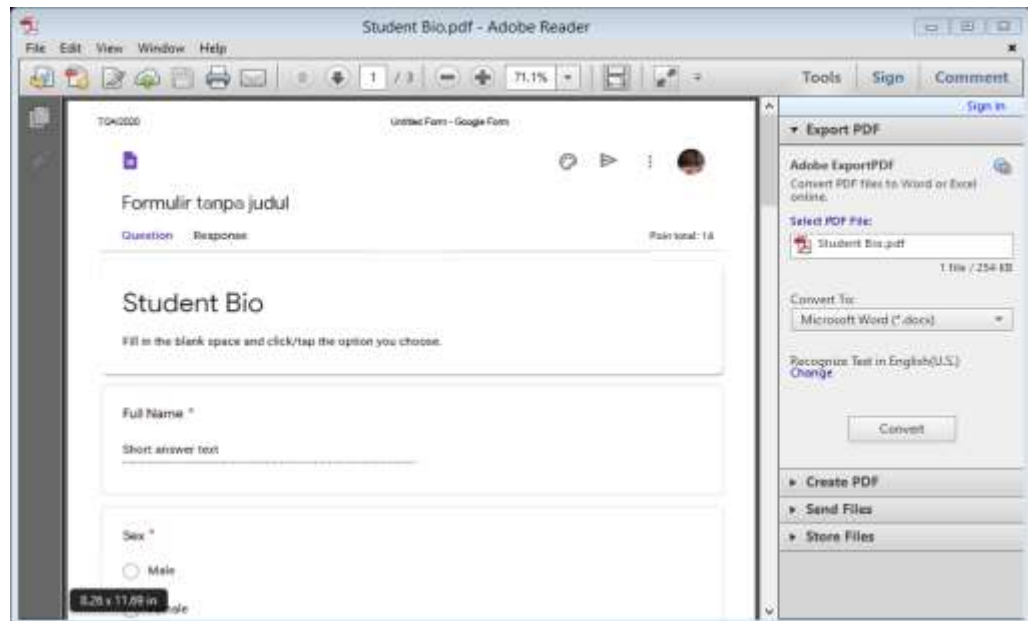 Student Bio.pdf - Adobe Reader
File Edit View Window Help
1 / 3
71.1%
Tools Sign Comment
Sign In
7/24/2020
Untitled Form - Google Form
Formulir tanpa judul
Question Response
Poin total: 14
Student Bio
Fill in the blank space and click/tap the option you choose.
Full Name *
Short answer text
Sex *
Male
8.26 x 11.69 in
Export PDF
Adobe ExportPDF
Convert PDF files to Word or Excel
online.
Select PDF File:
Student Bio.pdf
1 file / 254 KB
Convert To:
Microsoft Word (*.docx)
Recognize Text in English(U.S.)
Change
Convert
Create PDF
Send Files
Store Files